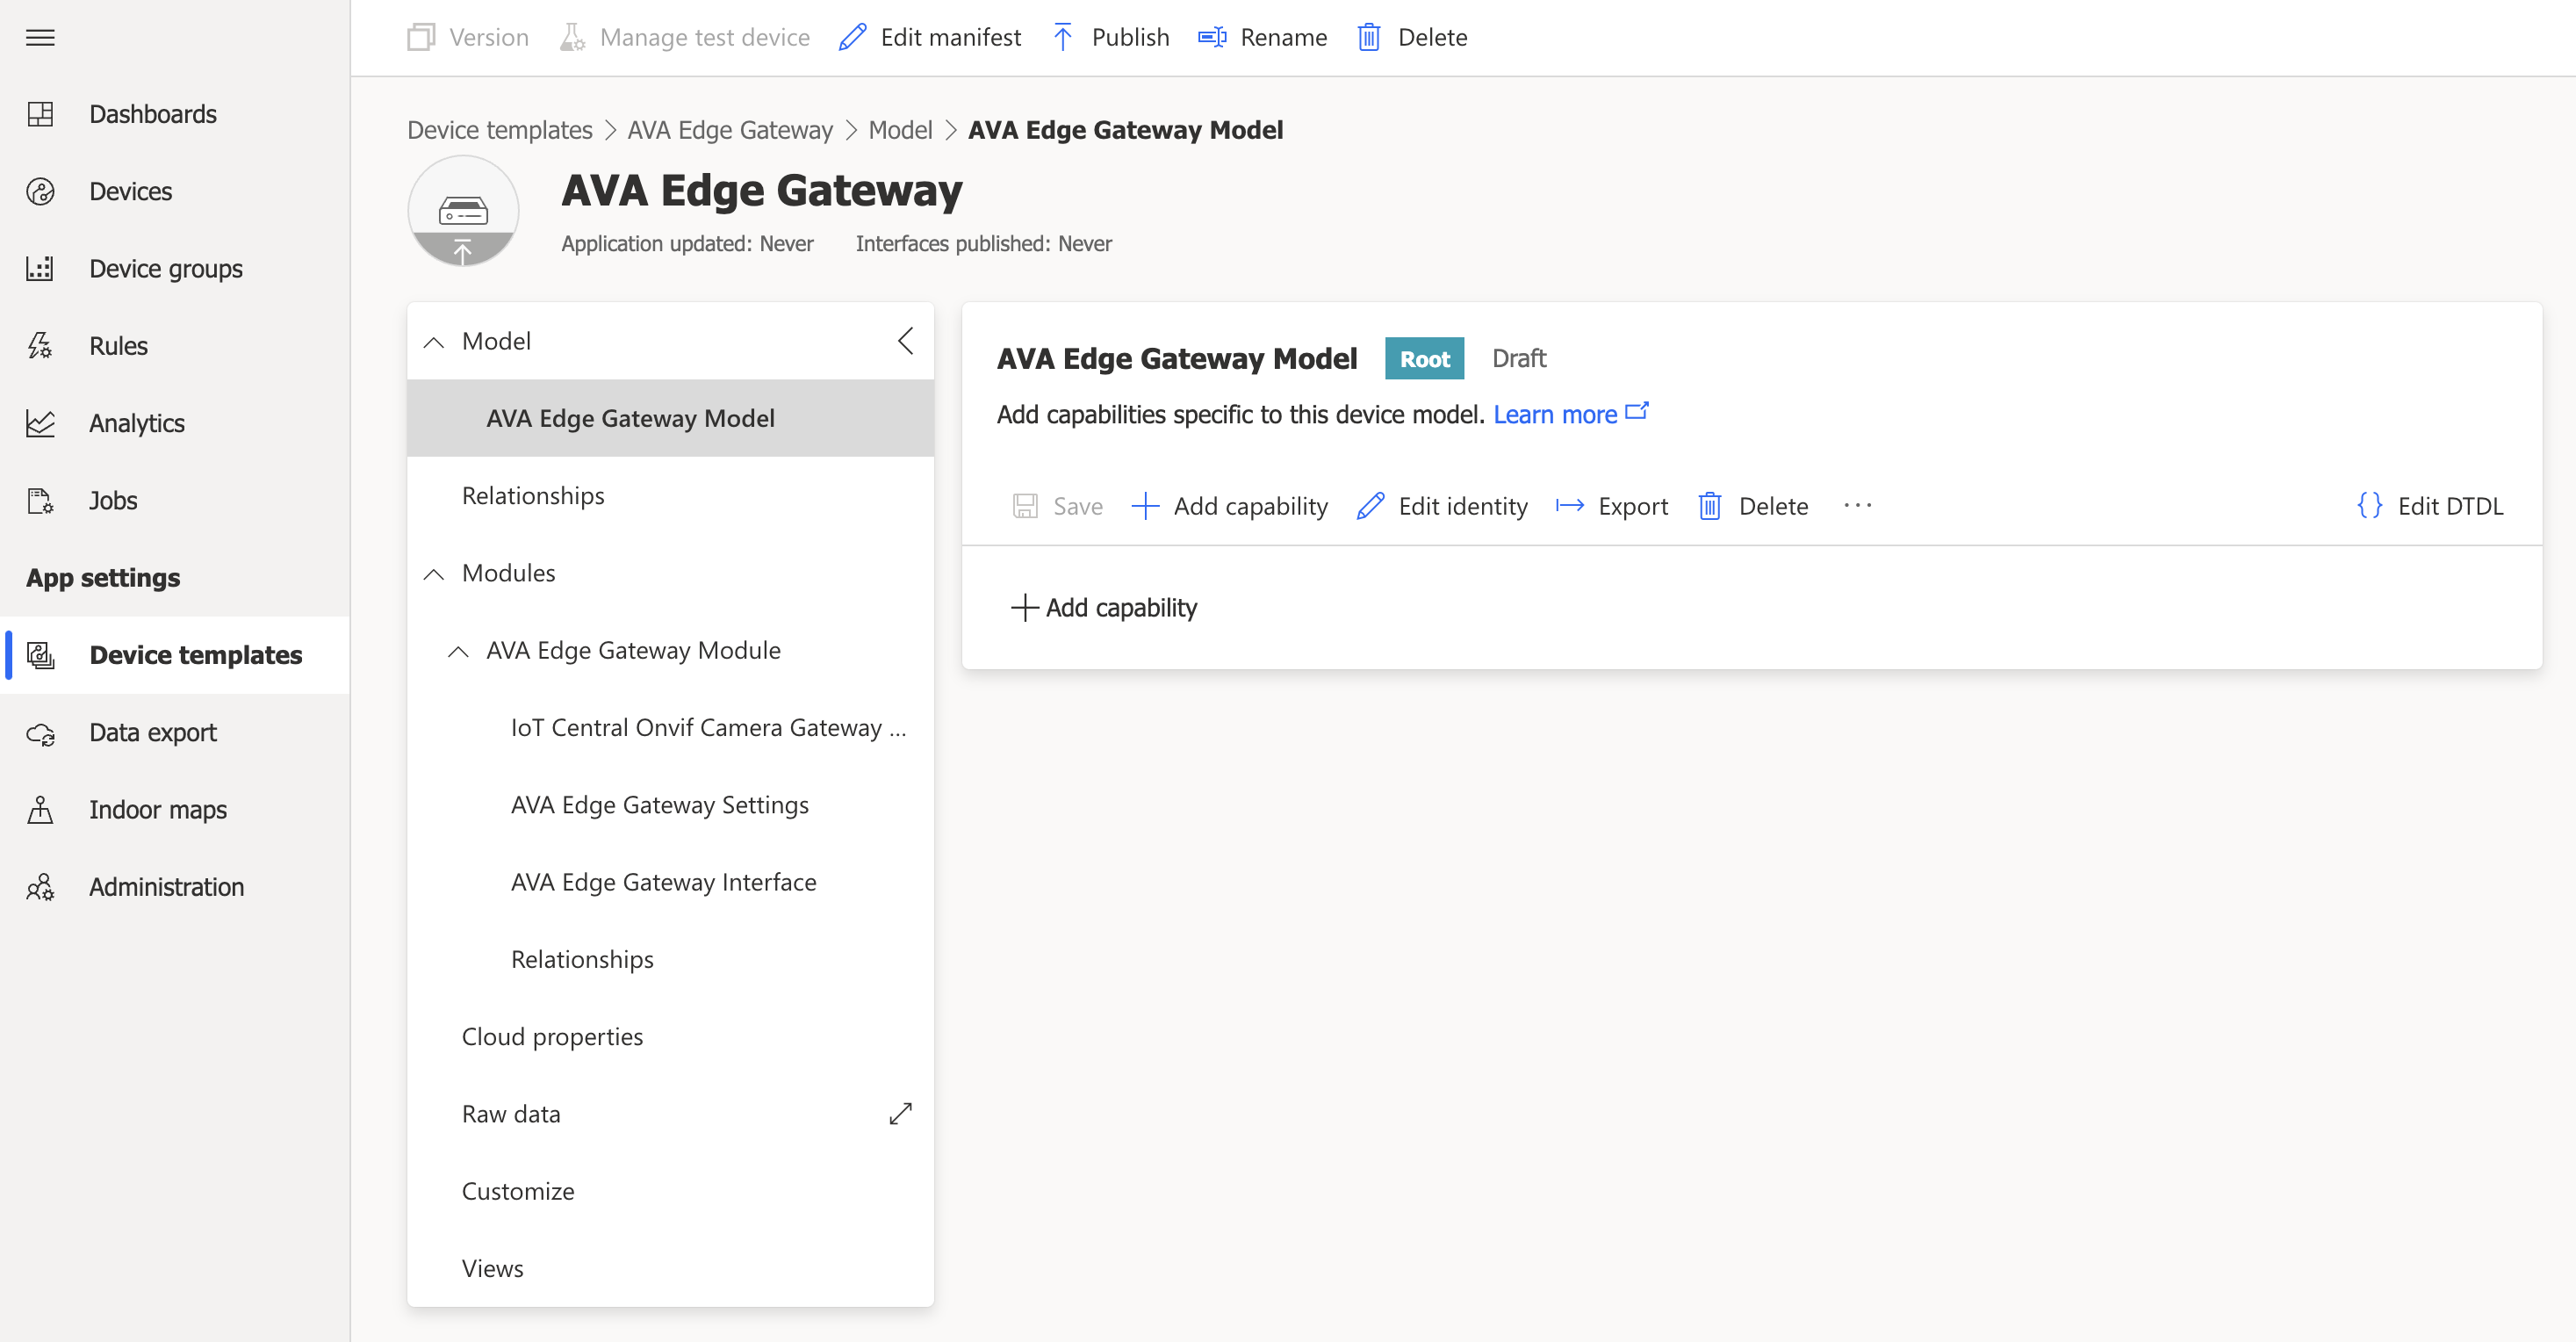 Version Manage test device Edit manifest Publish Rename Delete
Dashboards
Devices
Device groups
Rules
Analytics
Jobs
App settings
Device templates
Data export
Indoor maps
Administration
Device templates > AVA Edge Gateway > Model > AVA Edge Gateway Model
AVA Edge Gateway
Application updated: Never Interfaces published: Never
Model
AVA Edge Gateway Model
Relationships
Modules
AVA Edge Gateway Module
IoT Central Onvif Camera Gateway ...
AVA Edge Gateway Settings
AVA Edge Gateway Interface
Relationships
Cloud properties
Raw data
Customize
Views
AVA Edge Gateway Model Root Draft
Add capabilities specific to this device model. Learn more
Save Add capability Edit identity Export Delete ... {} Edit DTDL
Add capability